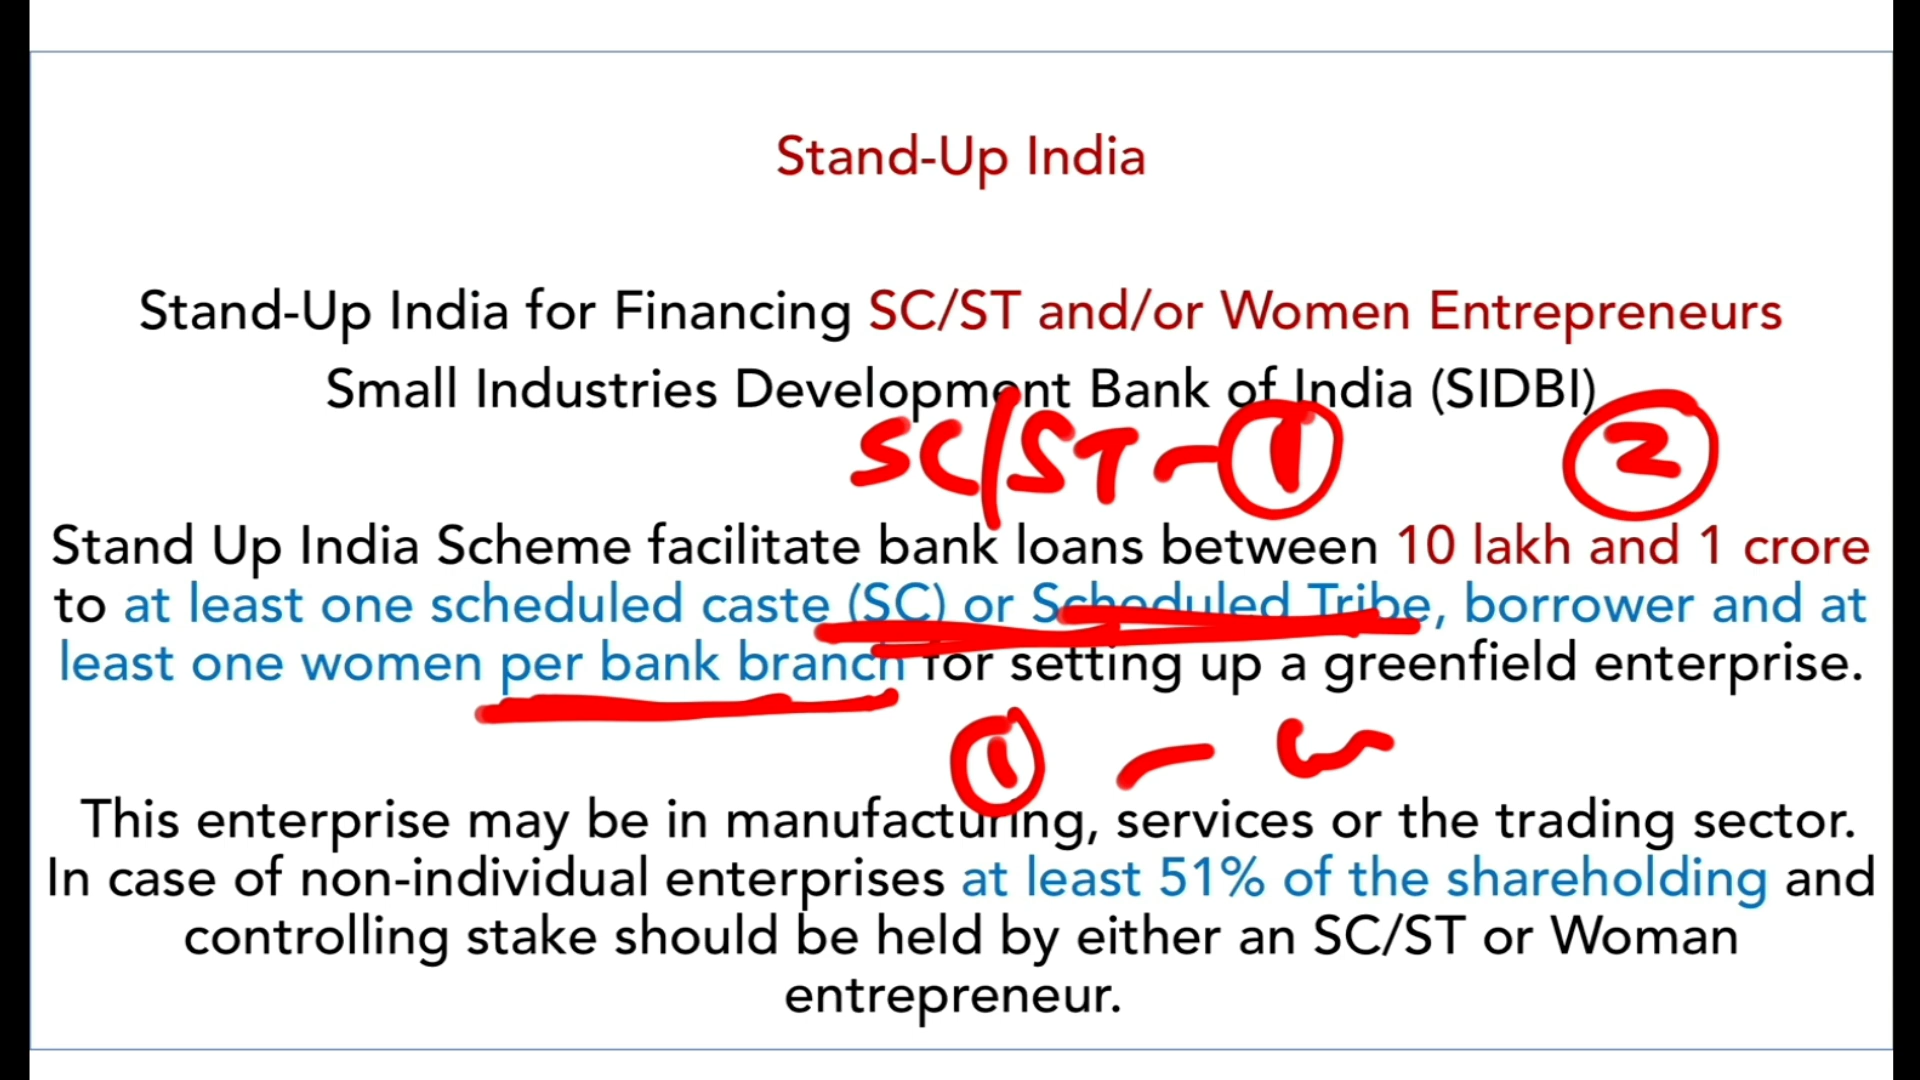 Stand-Up India
Stand-Up India for Financing SC/ST and/or Women Entrepreneurs
Small Industries Development Bank of India (SIDBI)
SC/ST - 1 2
Stand Up India Scheme facilitate bank loans between 10 lakh and 1 crore
to at least one scheduled caste (SC) or Scheduled Tribe, borrower and at
least one women per bank branch for setting up a greenfield enterprise.
1 - w
This enterprise may be in manufacturing, services or the trading sector.
In case of non-individual enterprises at least 51% of the shareholding and
controlling stake should be held by either an SC/ST or Woman
entrepreneur.